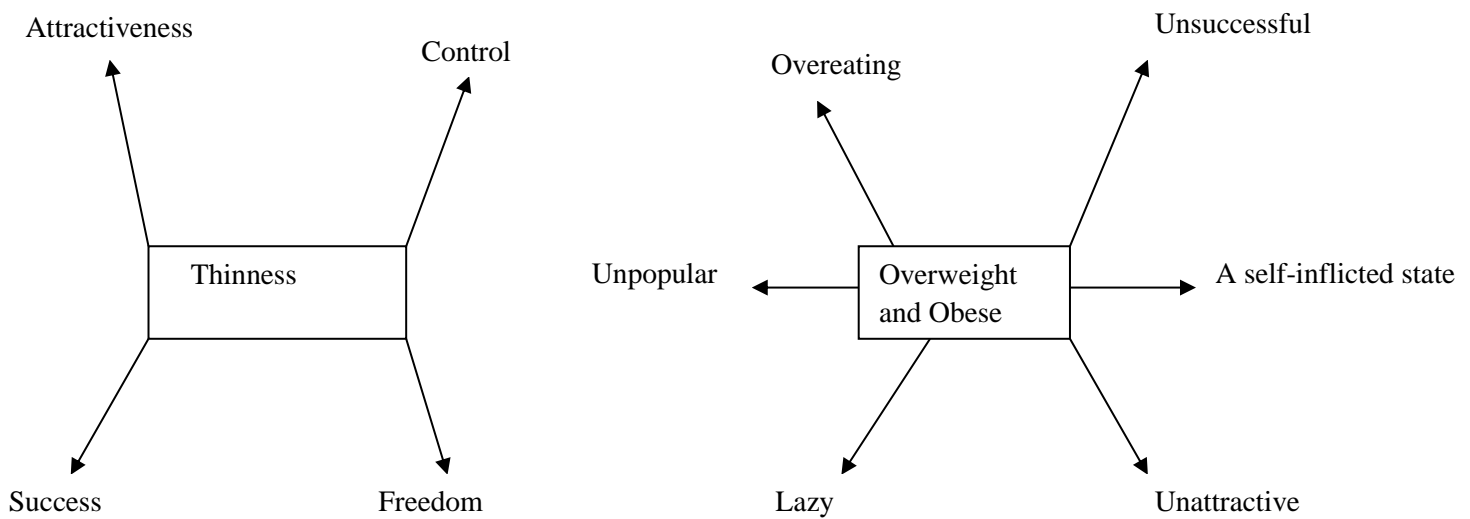 Attractiveness
Control
Thinness
Success
Freedom
Unsuccessful
Overeating
Unpopular
Overweight
and Obese
A self-inflicted state
Lazy
Unattractive